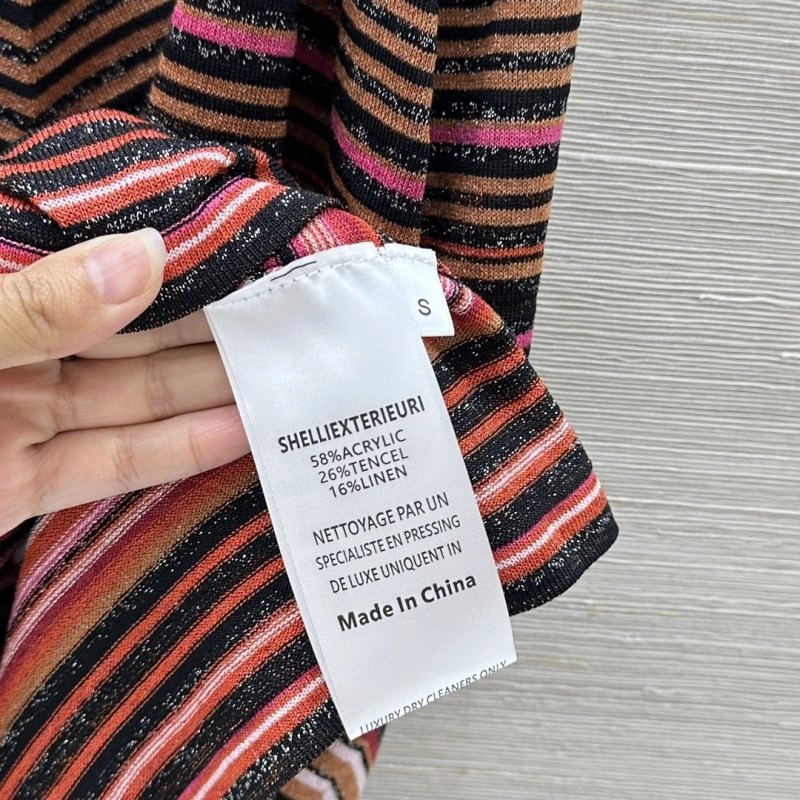 S
SHELLIEXTERIEURI
58%ACRYLIC
26%TENCEL
16%LINEN
NETTOYAGE PAR UN
SPECIALISTE EN PRESSING
DE LUXE UNIQUENT IN
Made In China
LUXURY DRY CLEANERS ONLY